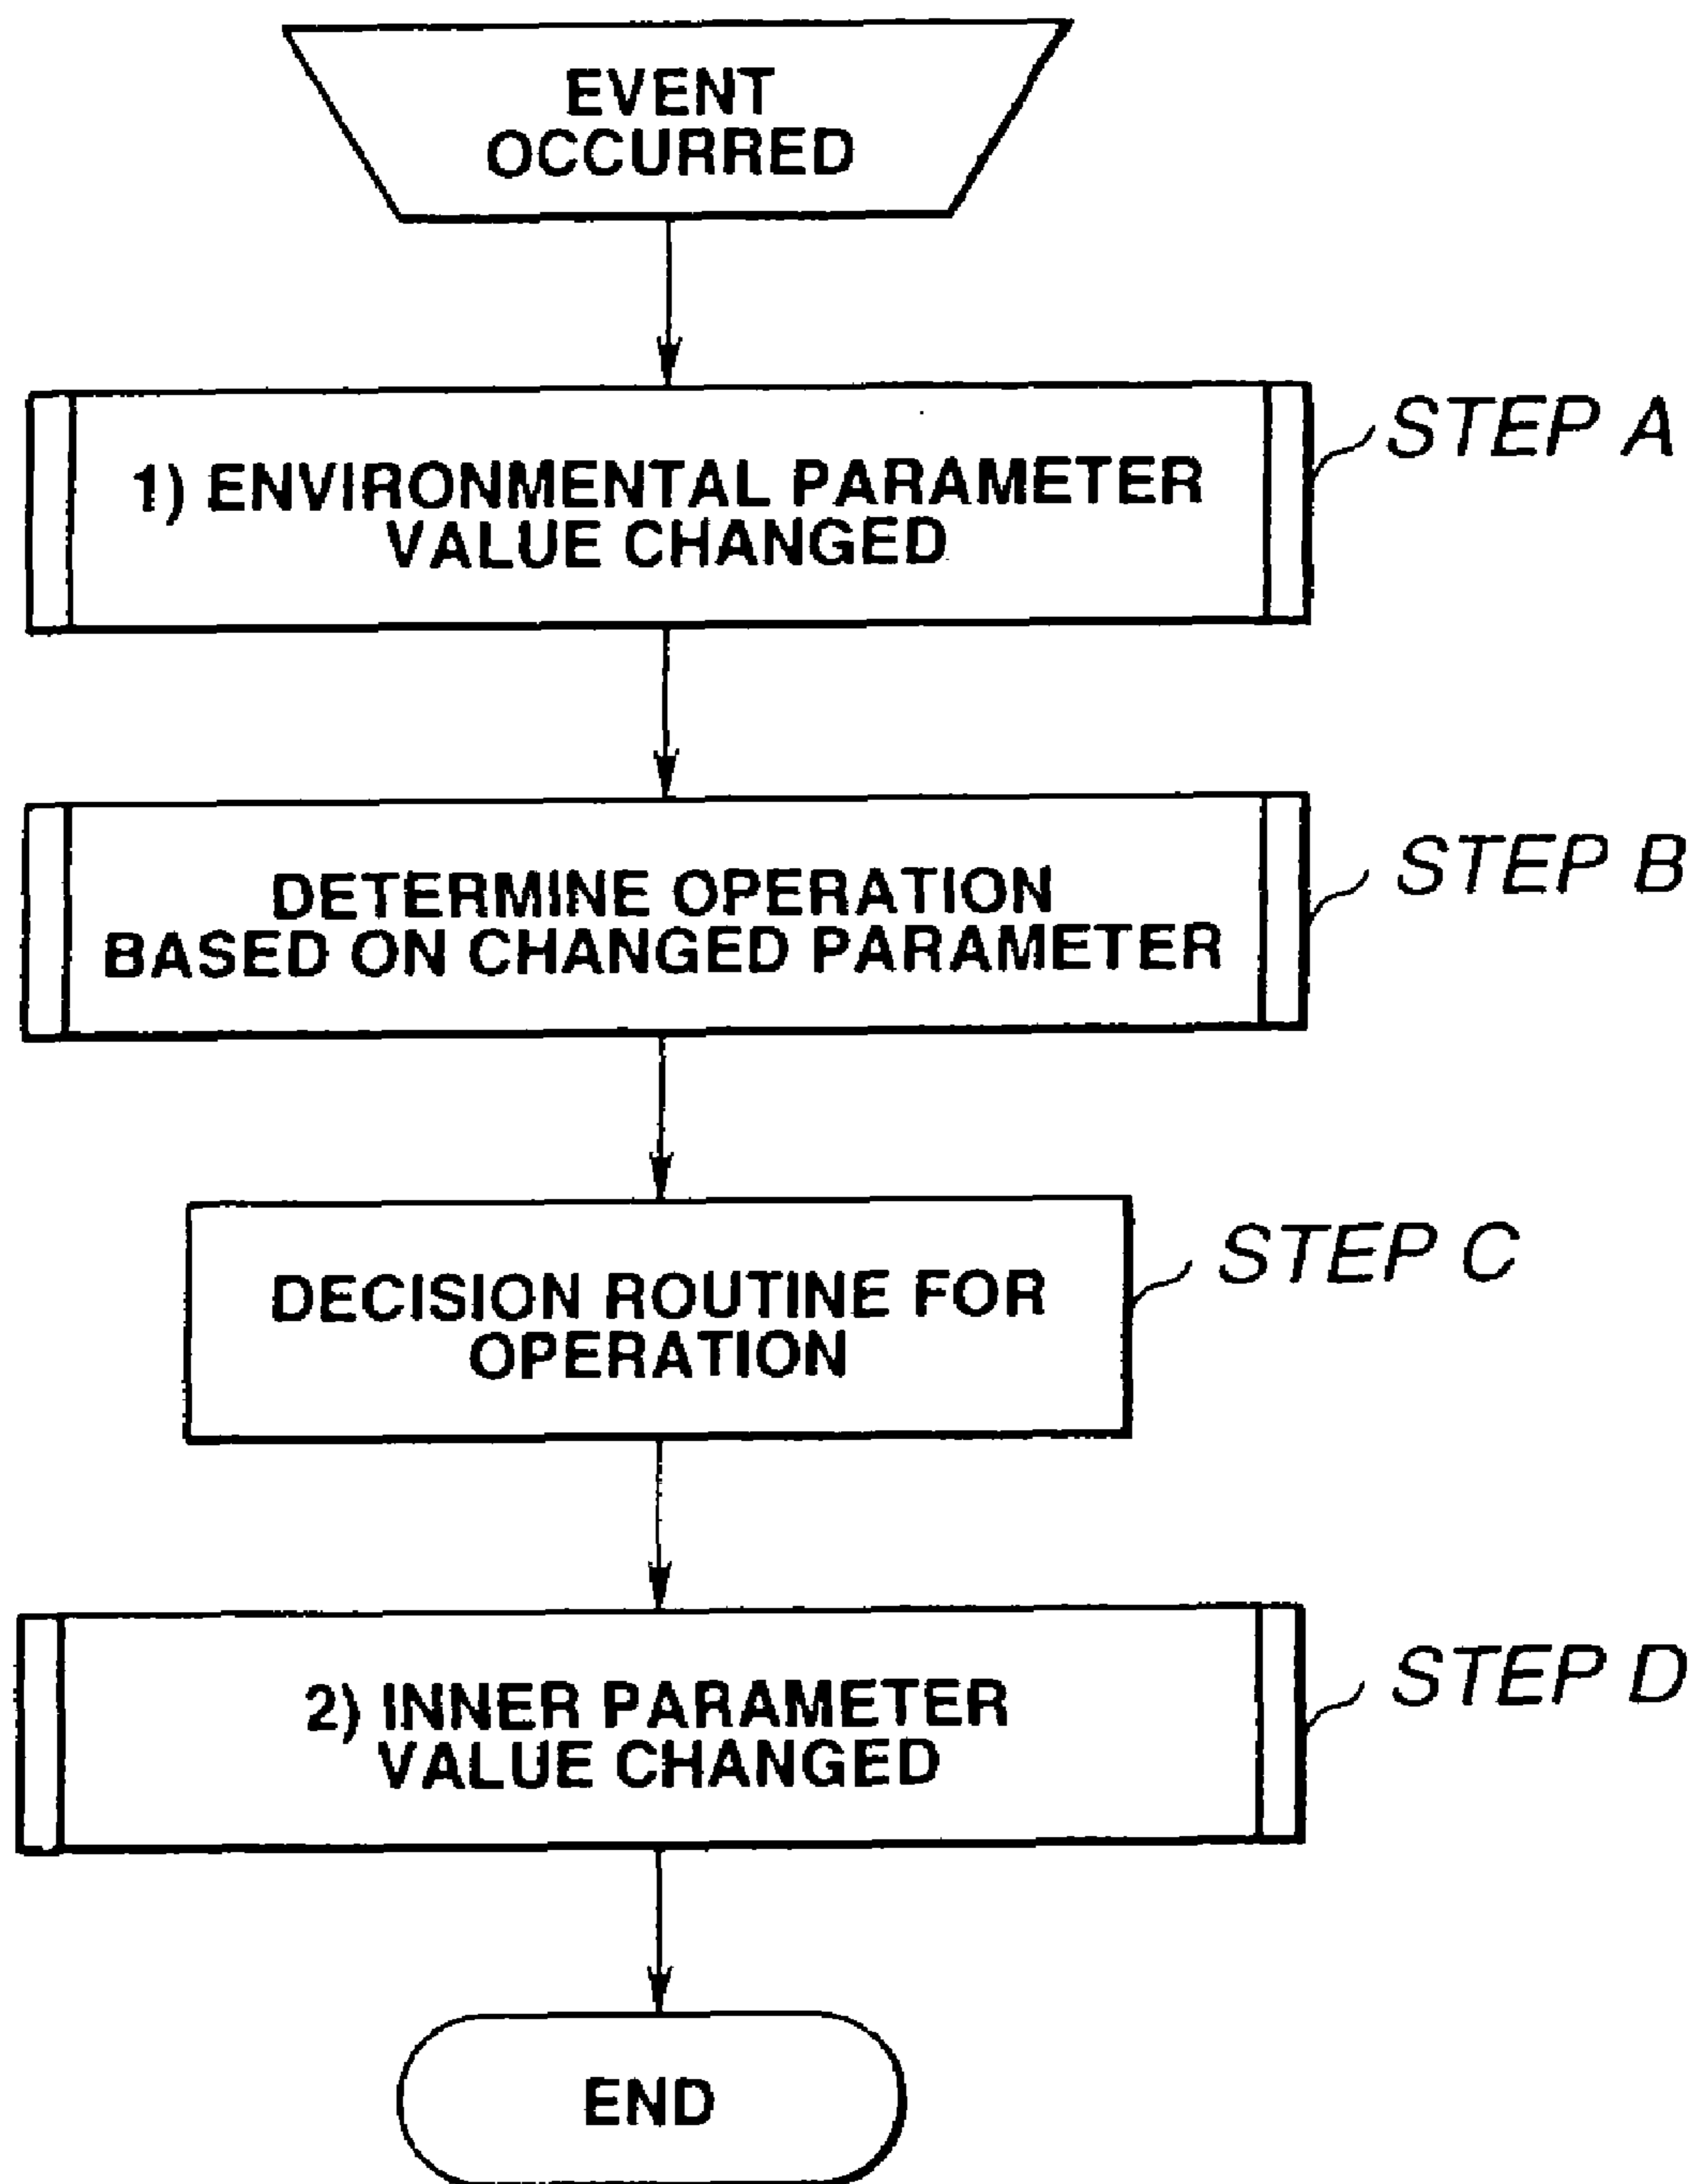 EVENT
OCCURRED
1) ENVIRONMENTAL PARAMETER
VALUE CHANGED
STEP A
DETERMINE OPERATION
BASED ON CHANGED PARAMETER
STEP B
DECISION ROUTINE FOR
OPERATION
STEP C
2) INNER PARAMETER
VALUE CHANGED
STEP D
END